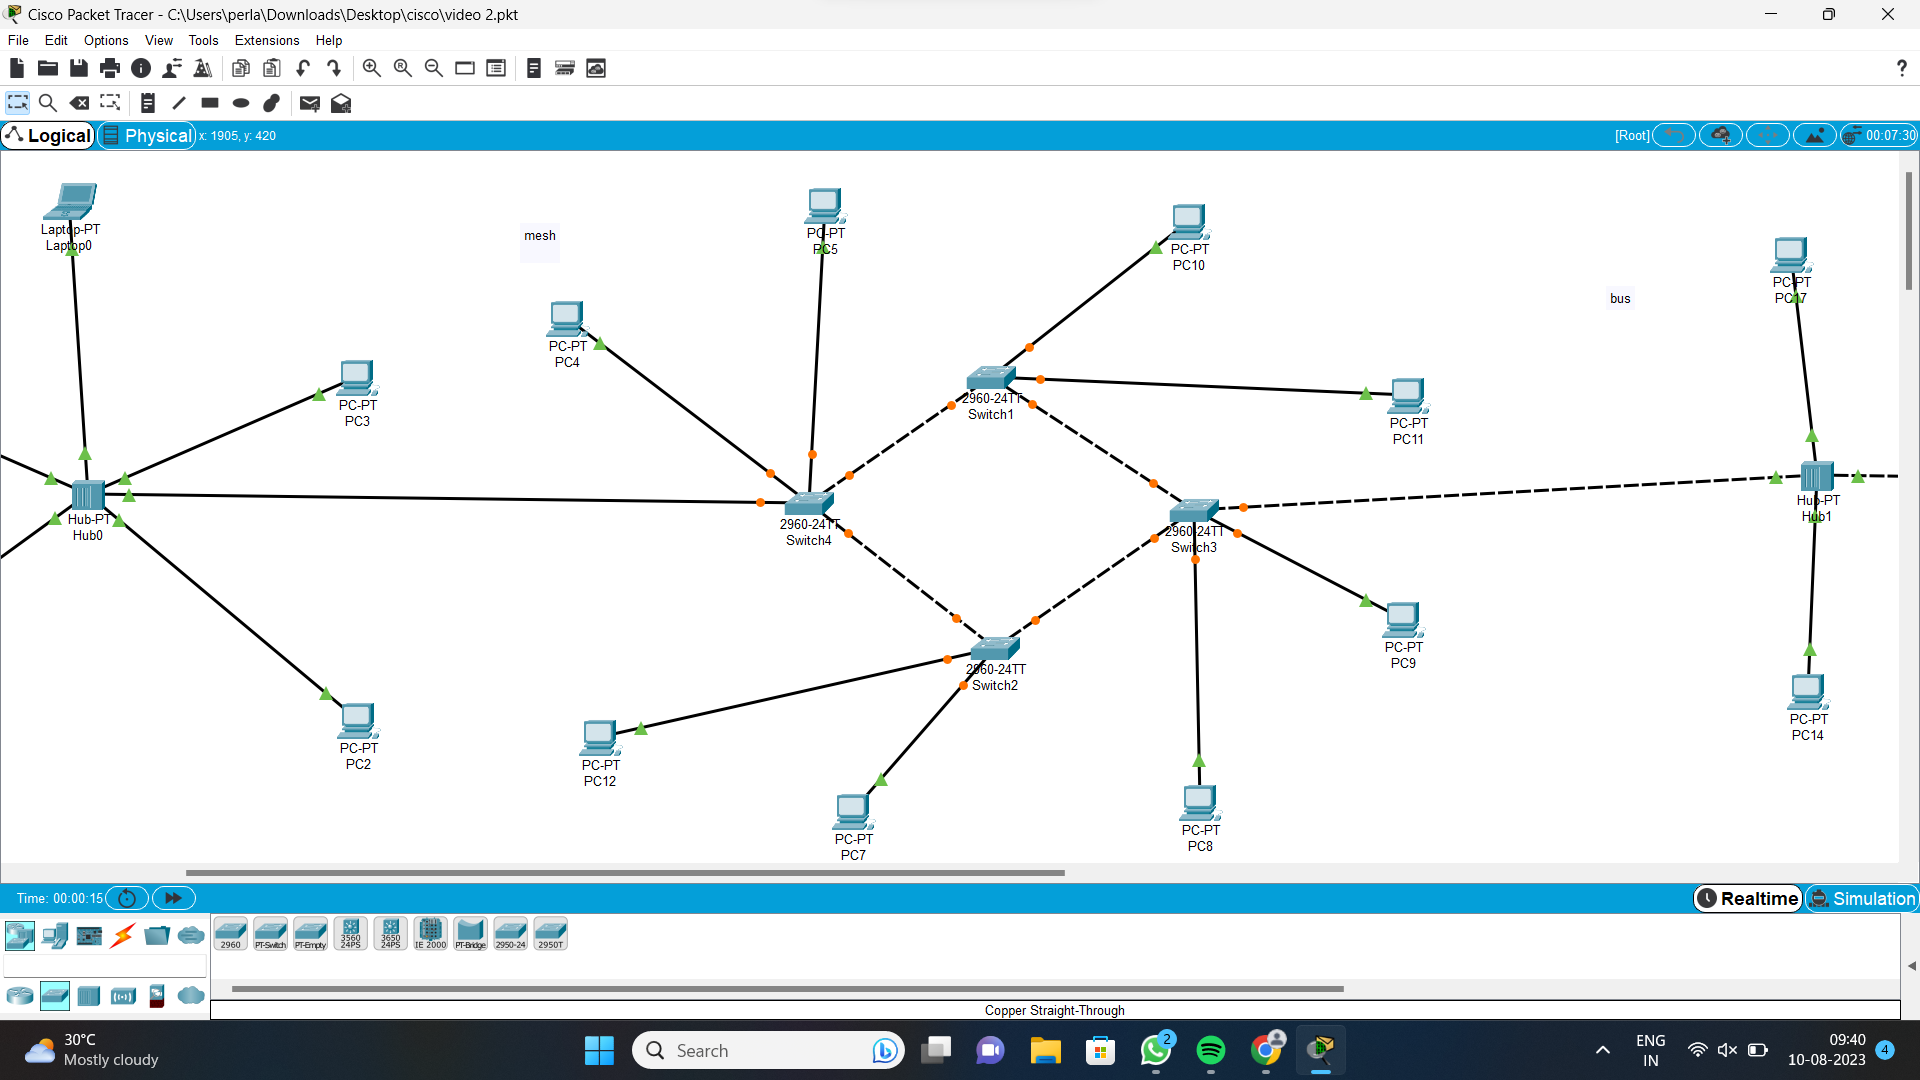 Cisco Packet Tracer - C:\Users\perla\Downloads\Desktop\cisco\video 2.pkt
File Edit Options View Tools Extensions Help
?
Logical Physical x: 1905, y: 420 [Root] 00:07:30
Laptop-PT
Laptop0
mesh
PC-PT
PC5
PC-PT
PC10
PC-PT
PC17
bus
PC-PT
PC4
PC-PT
PC3
2960-24TT
Switch1
PC-PT
PC11
Hub-PT
Hub0
2960-24TT
Switch4
2960-24TT
Switch3
Hub-PT
Hub1
2960-24TT
Switch2
PC-PT
PC9
PC-PT
PC2
PC-PT
PC12
PC-PT
PC14
PC-PT
PC7
PC-PT
PC8
Time: 00:00:15 Realtime Simulation
2960 PT-Switch PT-Empty 3560 24PS 3650 24PS IE 2000 PT-Bridge 2950-24 2950T
Copper Straight-Through
30°C
Mostly cloudy
Search
2
ENG
IN
09:40
10-08-2023
4